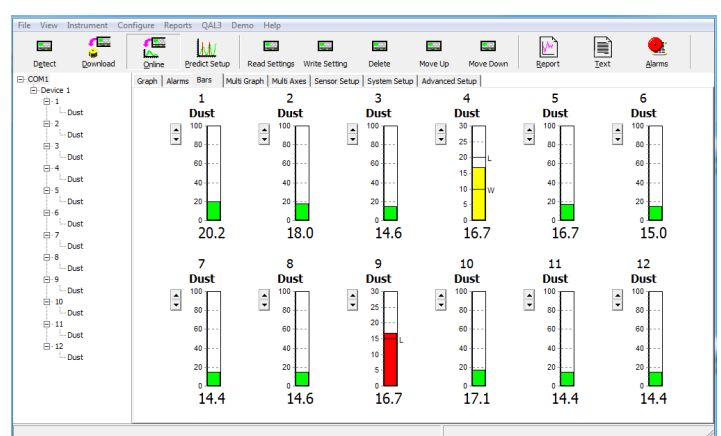 File View Instrument Configure Reports QAL3 Demo Help
Detect Download Online Predict Setup Read Settings Write Setting Delete Move Up Move Down Report Text Alarms
COM1
Device 1
1
Dust
2
Dust
3
Dust
4
Dust
5
Dust
6
Dust
7
Dust
8
Dust
9
Dust
10
Dust
11
Dust
12
Dust
Graph Alarms Bars Multi Graph Multi Axes Sensor Setup System Setup Advanced Setup
1 2 3 4 5 6
Dust Dust Dust Dust Dust Dust
100 100 100 30 100 100
25
80 80 80 80 80
20 L
60 60 60 60 60
15
40 40 40 40 40
10 W
20 20 20 20 20
5
0 0 0 0 0 0
20.2 18.0 14.6 16.7 16.7 15.0
7 8 9 10 11 12
Dust Dust Dust Dust Dust Dust
100 100 30 100 100 100
25
80 80 80 80 80
20
60 60 60 60 60
15 L
40 40 40 40 40
10
20 20 20 20 20
5
0 0 0 0 0 0
14.4 14.6 16.7 17.1 14.4 14.4